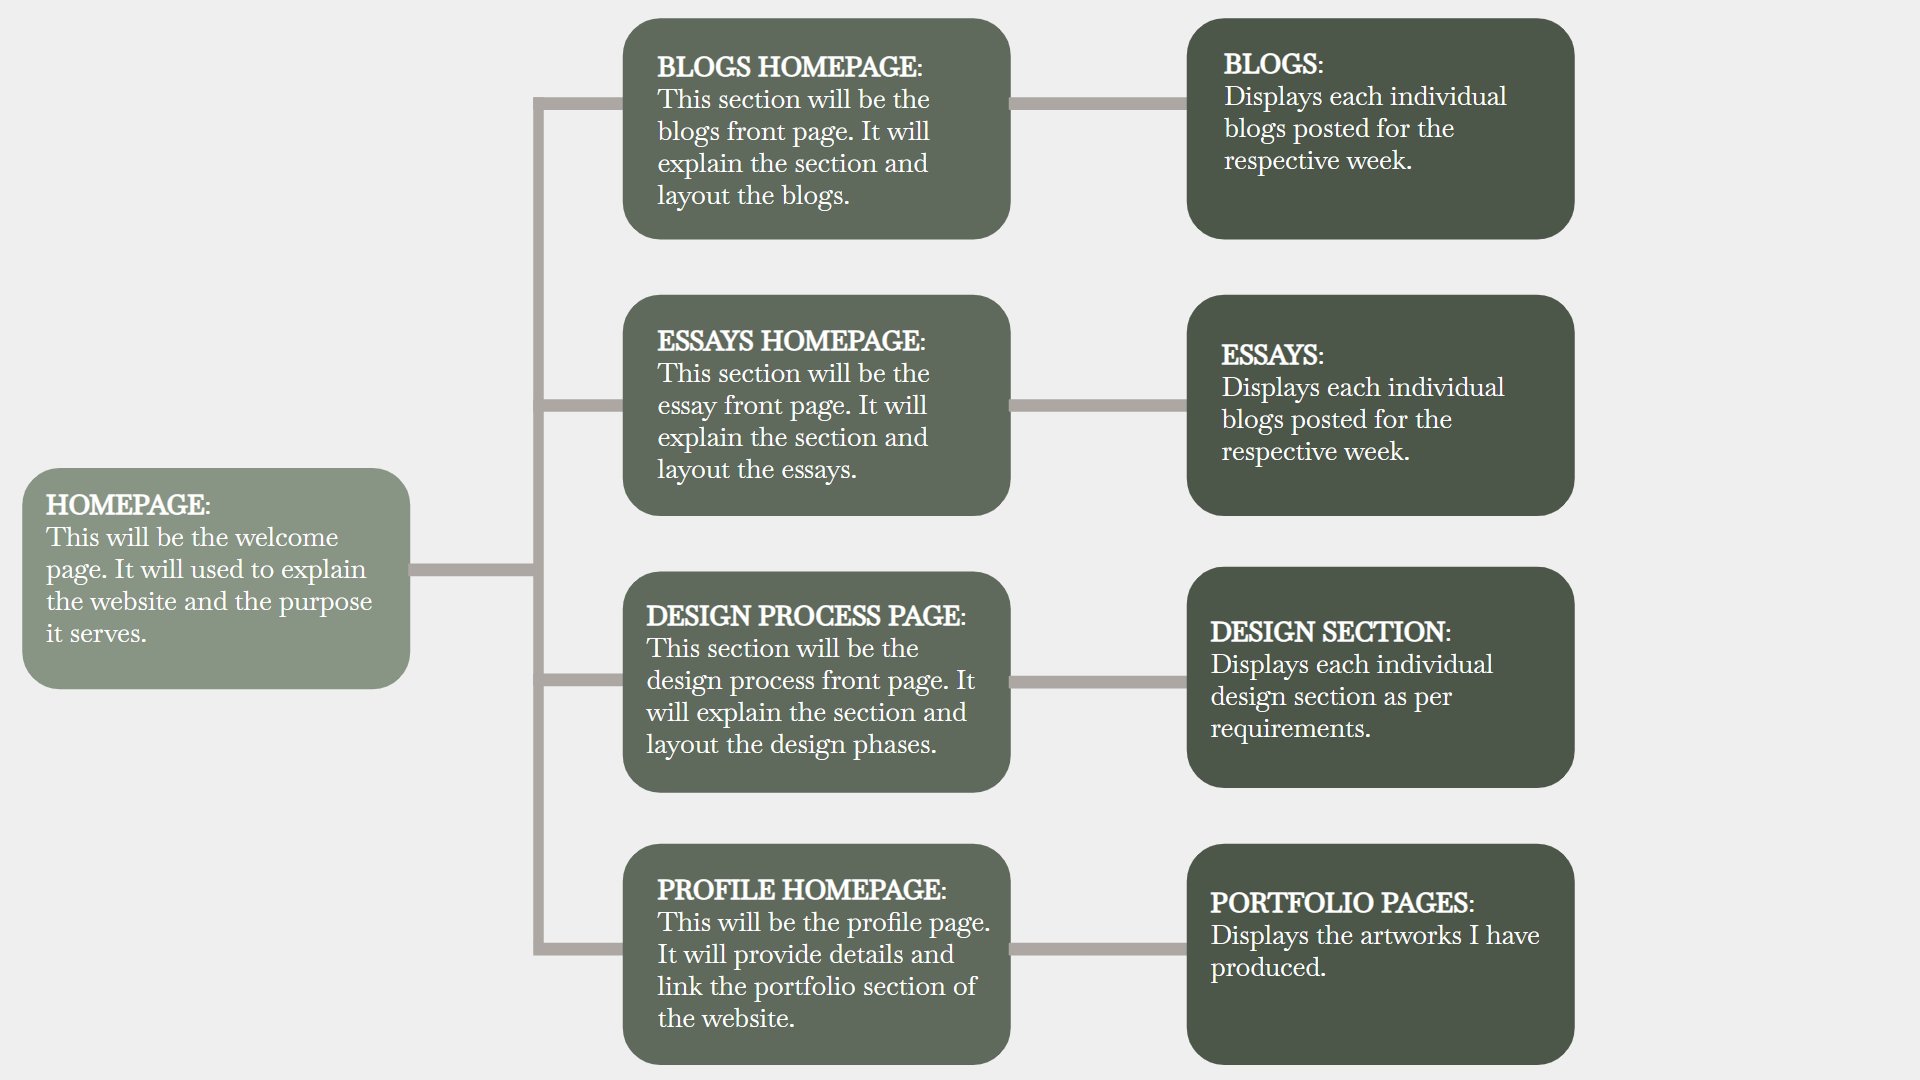 BLOGS HOMEPAGE:
This section will be the
blogs front page. It will
explain the section and
layout the blogs.
BLOGS:
Displays each individual
blogs posted for the
respective week.
ESSAYS HOMEPAGE:
This section will be the
essay front page. It will
explain the section and
layout the essays.
ESSAYS:
Displays each individual
blogs posted for the
respective week.
HOMEPAGE:
This will be the welcome
page. It will used to explain
the website and the purpose
it serves.
DESIGN PROCESS PAGE:
This section will be the
design process front page. It
will explain the section and
layout the design phases.
DESIGN SECTION:
Displays each individual
design section as per
requirements.
PROFILE HOMEPAGE:
This will be the profile page.
It will provide details and
link the portfolio section of
the website.
PORTFOLIO PAGES:
Displays the artworks I have
produced.